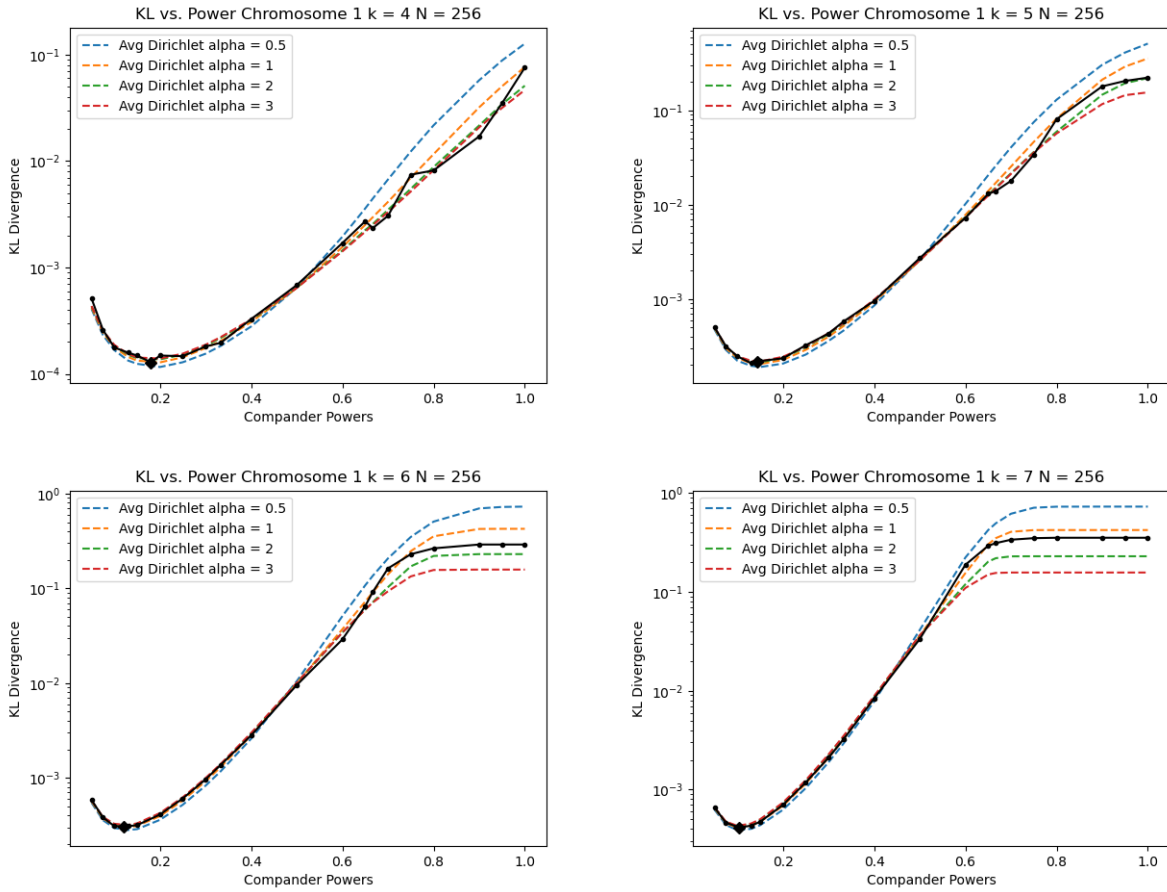 KL vs. Power Chromosome 1 k = 4 N = 256
Avg Dirichlet alpha = 0.5
Avg Dirichlet alpha = 1
Avg Dirichlet alpha = 2
Avg Dirichlet alpha = 3
KL Divergence
10⁻¹
10⁻²
10⁻³
10⁻⁴
0.2 0.4 0.6 0.8 1.0
Compander Powers
KL vs. Power Chromosome 1 k = 5 N = 256
Avg Dirichlet alpha = 0.5
Avg Dirichlet alpha = 1
Avg Dirichlet alpha = 2
Avg Dirichlet alpha = 3
KL Divergence
10⁻¹
10⁻²
10⁻³
0.2 0.4 0.6 0.8 1.0
Compander Powers
KL vs. Power Chromosome 1 k = 6 N = 256
Avg Dirichlet alpha = 0.5
Avg Dirichlet alpha = 1
Avg Dirichlet alpha = 2
Avg Dirichlet alpha = 3
KL Divergence
10⁰
10⁻¹
10⁻²
10⁻³
0.2 0.4 0.6 0.8 1.0
Compander Powers
KL vs. Power Chromosome 1 k = 7 N = 256
Avg Dirichlet alpha = 0.5
Avg Dirichlet alpha = 1
Avg Dirichlet alpha = 2
Avg Dirichlet alpha = 3
KL Divergence
10⁰
10⁻¹
10⁻²
10⁻³
0.2 0.4 0.6 0.8 1.0
Compander Powers